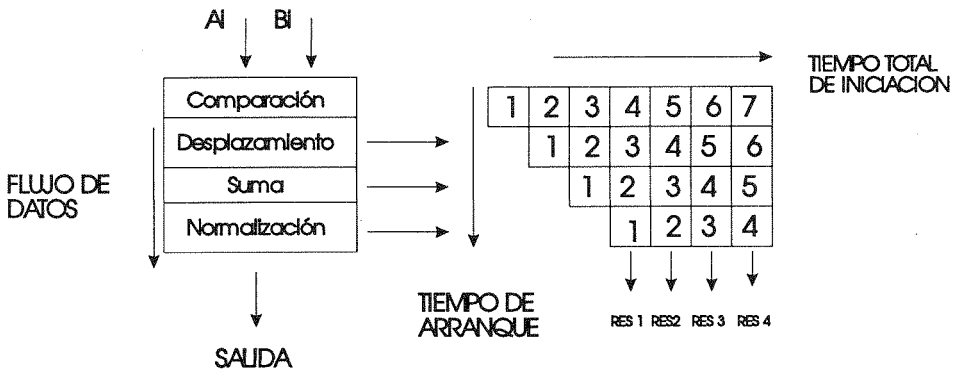 AI BI
Comparación
Desplazamiento
Suma
Normalización
FLUJO DE
DATOS
SALIDA
TIEMPO TOTAL
DE INICIACION
1 2 3 4 5 6 7
1 2 3 4 5 6
1 2 3 4 5
1 2 3 4
TIEMPO DE
ARRANQUE
RES 1 RES2 RES 3 RES 4